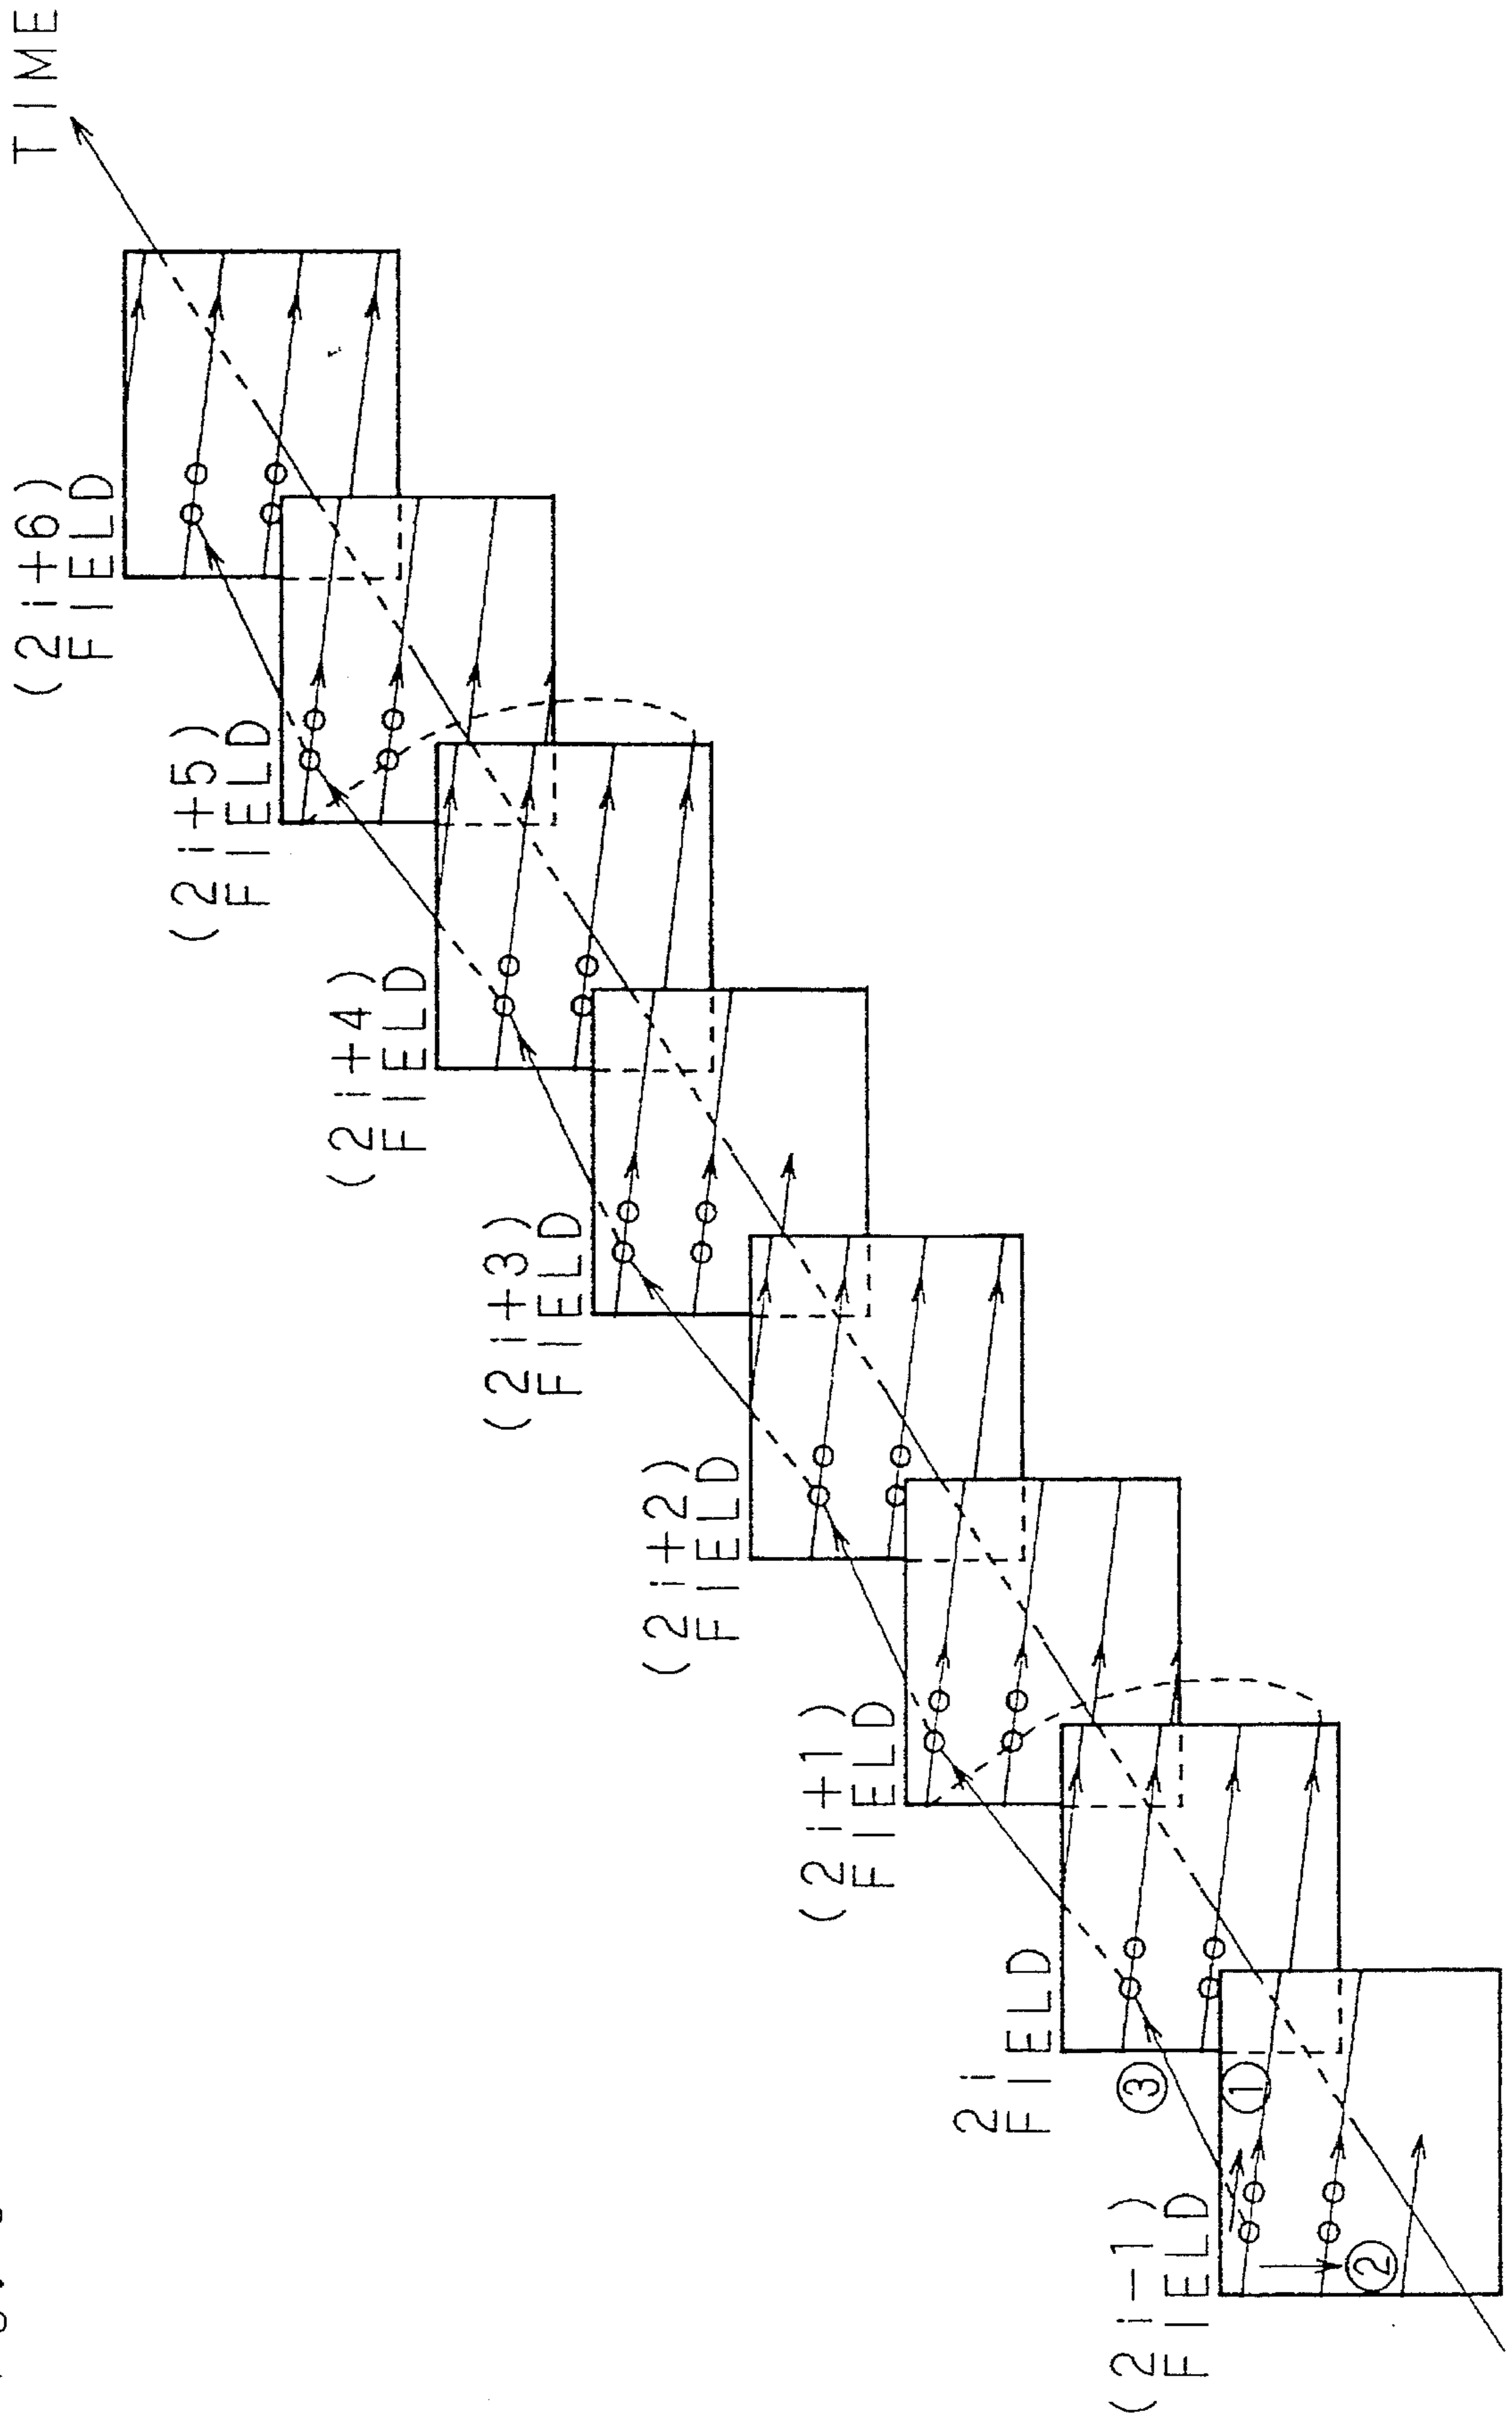 TIME
(2i+6)
FIELD
(2i+5)
FIELD
(2i+4)
FIELD
(2i+3)
FIELD
(2i+2)
FIELD
(2i+1)
FIELD
2i
FIELD
(2i-1)
FIELD
③
①
②